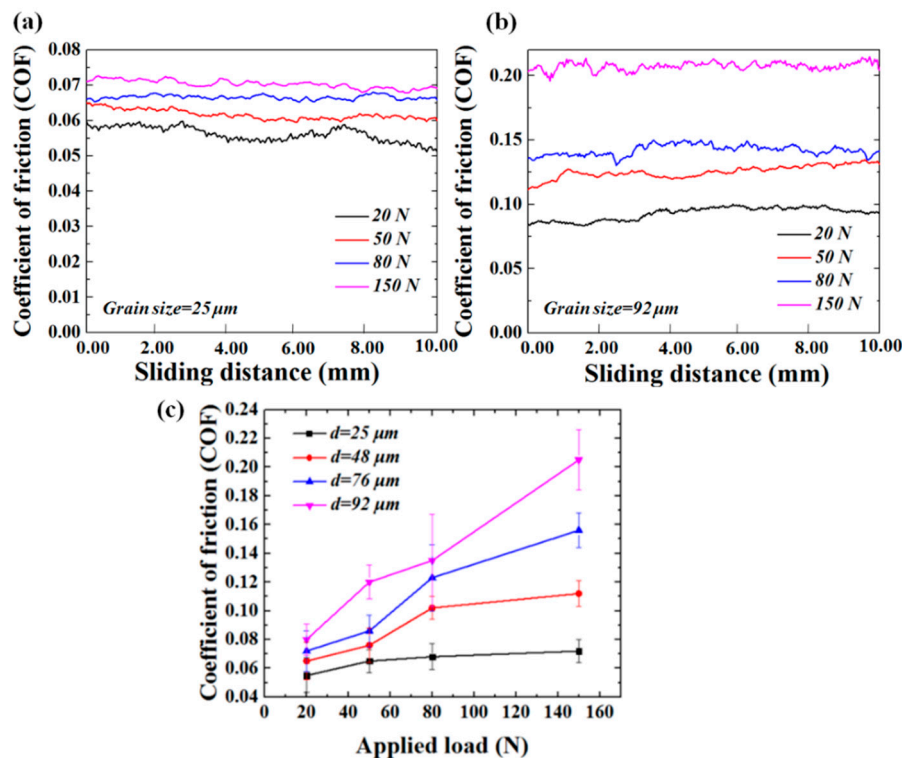 (a)
Coefficient of friction (COF)
0.08
0.07
0.06
0.05
0.04
0.03
0.02
0.01
0.00
20 N
50 N
80 N
150 N
Grain size=25 μm
0.00 2.00 4.00 6.00 8.00 10.00
Sliding distance (mm)
(b)
Coefficient of friction (COF)
0.20
0.15
0.10
0.05
0.00
20 N
50 N
80 N
150 N
Grain size=92 μm
0.00 2.00 4.00 6.00 8.00 10.00
Sliding distance (mm)
(c)
Coefficient of friction (COF)
0.24
0.22
0.20
0.18
0.16
0.14
0.12
0.10
0.08
0.06
0.04
d=25 μm
d=48 μm
d=76 μm
d=92 μm
0 20 40 60 80 100 120 140 160
Applied load (N)